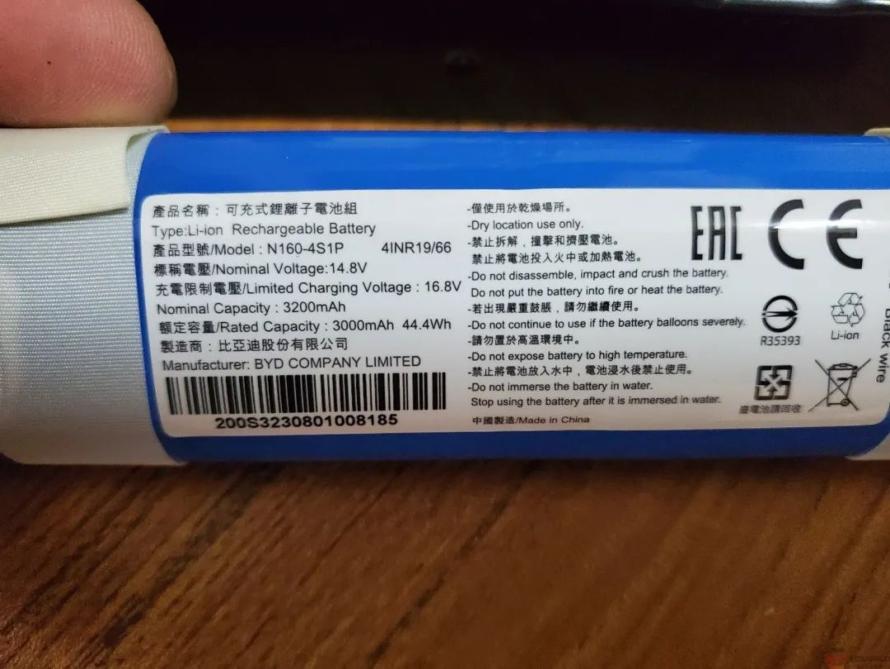 產品名稱：可充式鋰離子電池組
Type:Li-ion Rechargeable Battery
產品型號/Model : N160-4S1P 4INR19/66
標稱電壓/Nominal Voltage:14.8V
充電限制電壓/Limited Charging Voltage : 16.8V
Nominal Capacity : 3200mAh
額定容量/Rated Capacity : 3000mAh 44.4Wh
製造商：比亞迪股份有限公司
Manufacturer: BYD COMPANY LIMITED
200S3230801008185
-僅使用於乾燥場所。
-Dry location use only.
-禁止拆解，撞擊和擠壓電池。
禁止將電池投入火中或加熱電池。
-Do not disassemble, impact and crush the battery.
Do not put the battery into fire or heat the battery.
-若出現嚴重鼓脹，請勿繼續使用。
-Do not continue to use if the battery balloons severely.
-請勿置於高溫環境中。
-Do not expose battery to high temperature.
-禁止將電池放入水中，電池浸水後禁止使用。
-Do not immerse the battery in water.
Stop using the battery after it is immersed in water.
中國製造/Made in China
EAC CE
R35393
Li-ion
廢電池請回收
Black wire